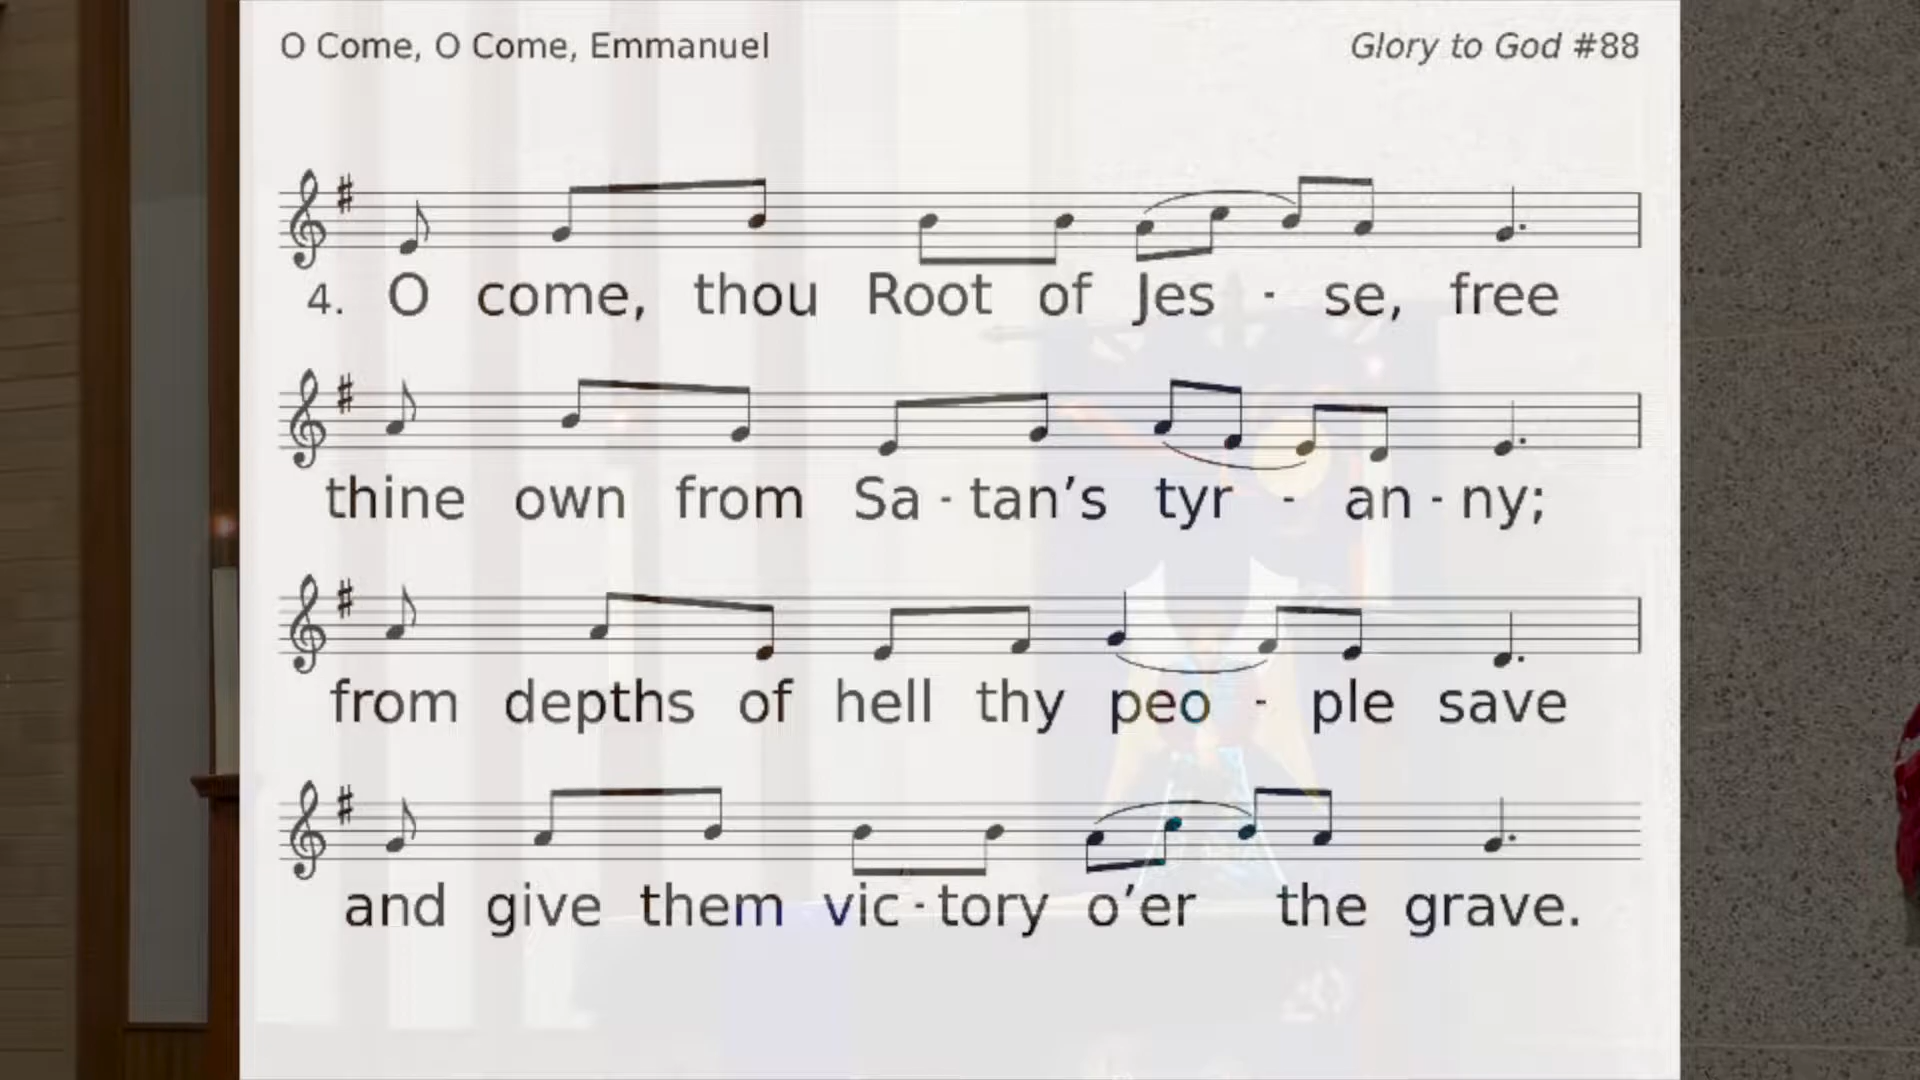 O Come, O Come, Emmanuel Glory to God #88
4. O come, thou Root of Jes - se, free
thine own from Sa - tan’s tyr - an - ny;
from depths of hell thy peo - ple save
and give them vic - tory o’er the grave.